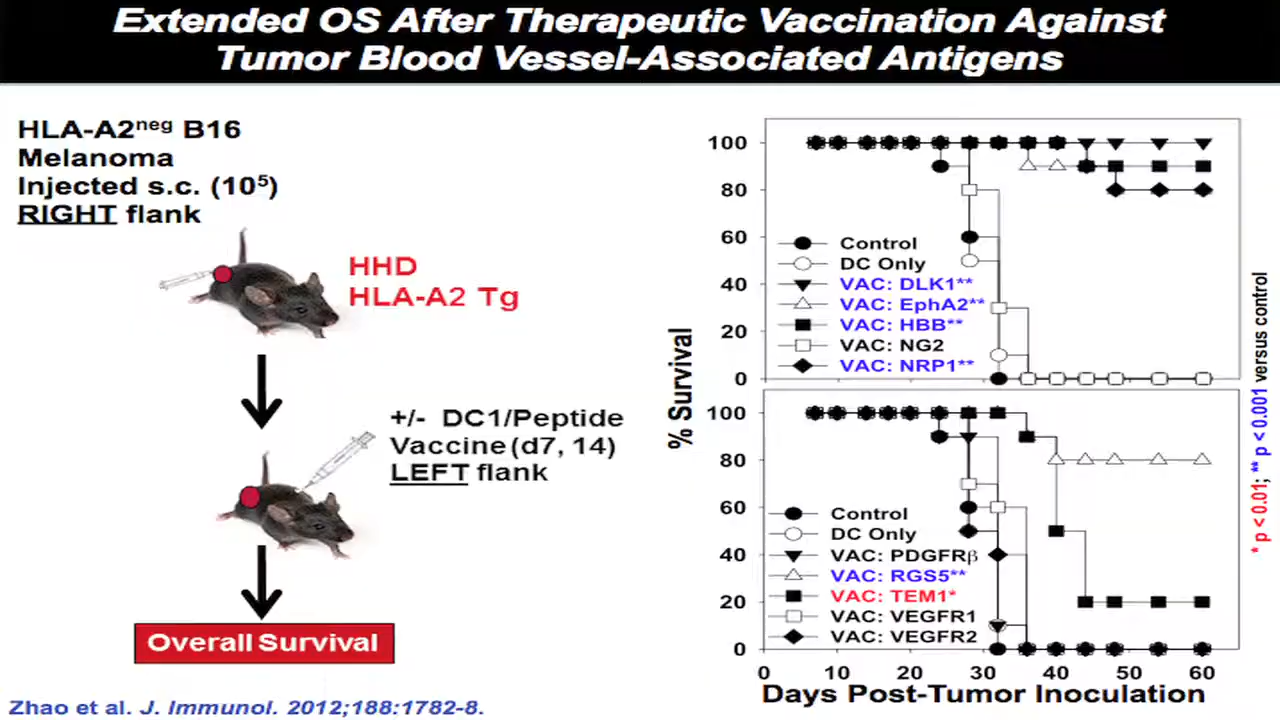 Extended OS After Therapeutic Vaccination Against
Tumor Blood Vessel-Associated Antigens
HLA-A2neg B16
Melanoma
Injected s.c. (10⁵)
RIGHT flank
HHD
HLA-A2 Tg
+/- DC1/Peptide
Vaccine (d7, 14)
LEFT flank
Overall Survival
Zhao et al. J. Immunol. 2012;188:1782-8.
% Survival
100
80
60
40
20
0
Control
DC Only
VAC: DLK1**
VAC: EphA2**
VAC: HBB**
VAC: NG2
VAC: NRP1**
100
80
60
40
20
0
Control
DC Only
VAC: PDGFRβ
VAC: RGS5**
VAC: TEM1*
VAC: VEGFR1
VAC: VEGFR2
0 10 20 30 40 50 60
Days Post-Tumor Inoculation
* p < 0.01; ** p < 0.001 versus control